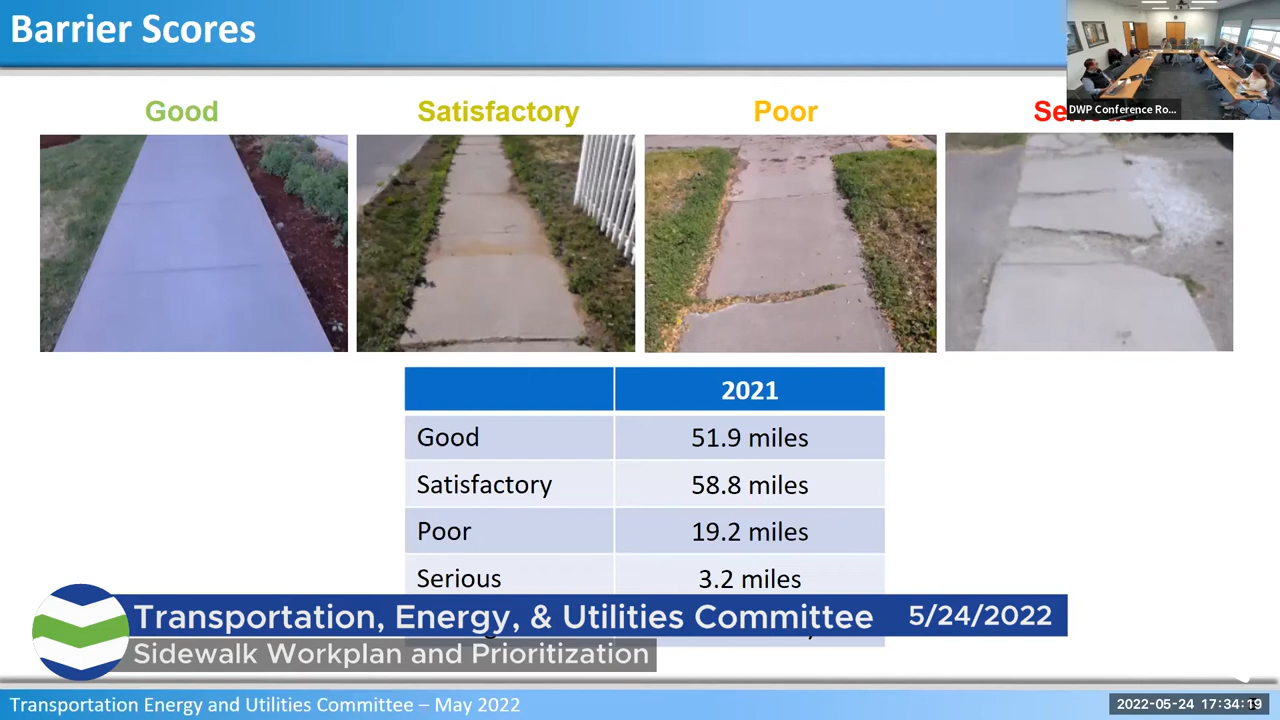 Barrier Scores
DWP Conference Ro...
Good
Satisfactory
Poor
2021
Good
51.9 miles
Satisfactory
58.8 miles
Poor
19.2 miles
Serious
3.2 miles
Transportation, Energy, & Utilities Committee
5/24/2022
Sidewalk Workplan and Prioritization
Transportation Energy and Utilities Committee – May 2022
2022-05-24 17:34:19